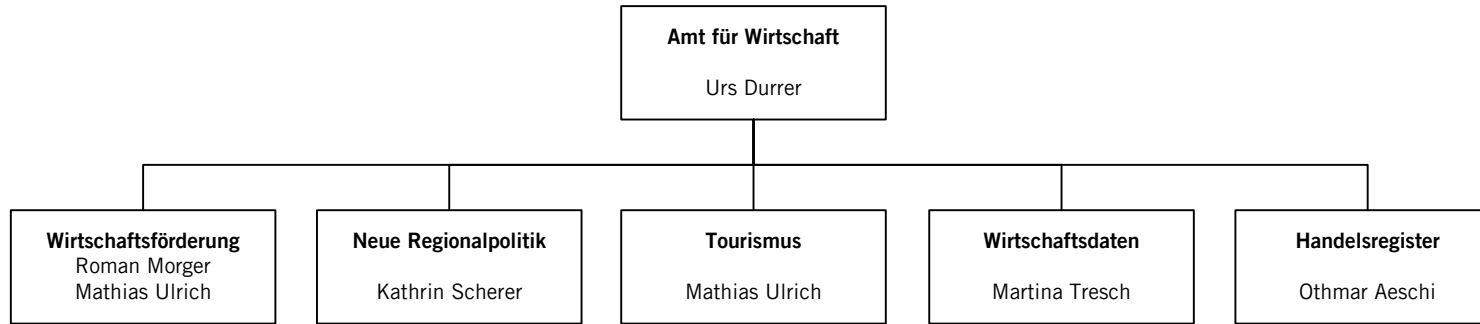 Amt für Wirtschaft
Urs Durrer
Wirtschaftsförderung
Roman Morger
Mathias Ulrich
Neue Regionalpolitik
Kathrin Scherer
Tourismus
Mathias Ulrich
Wirtschaftsdaten
Martina Tresch
Handelsregister
Othmar Aeschi